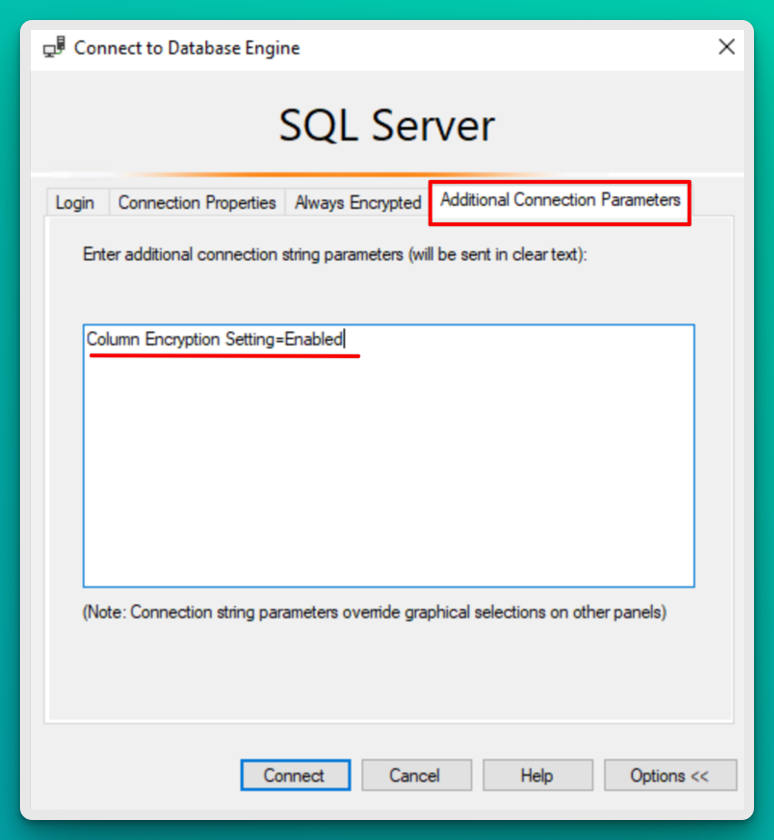 Connect to Database Engine
SQL Server
Login
Connection Properties
Always Encrypted
Additional Connection Parameters
Enter additional connection string parameters (will be sent in clear text):
Column Encryption Setting=Enabled
(Note: Connection string parameters override graphical selections on other panels)
Connect
Cancel
Help
Options <<